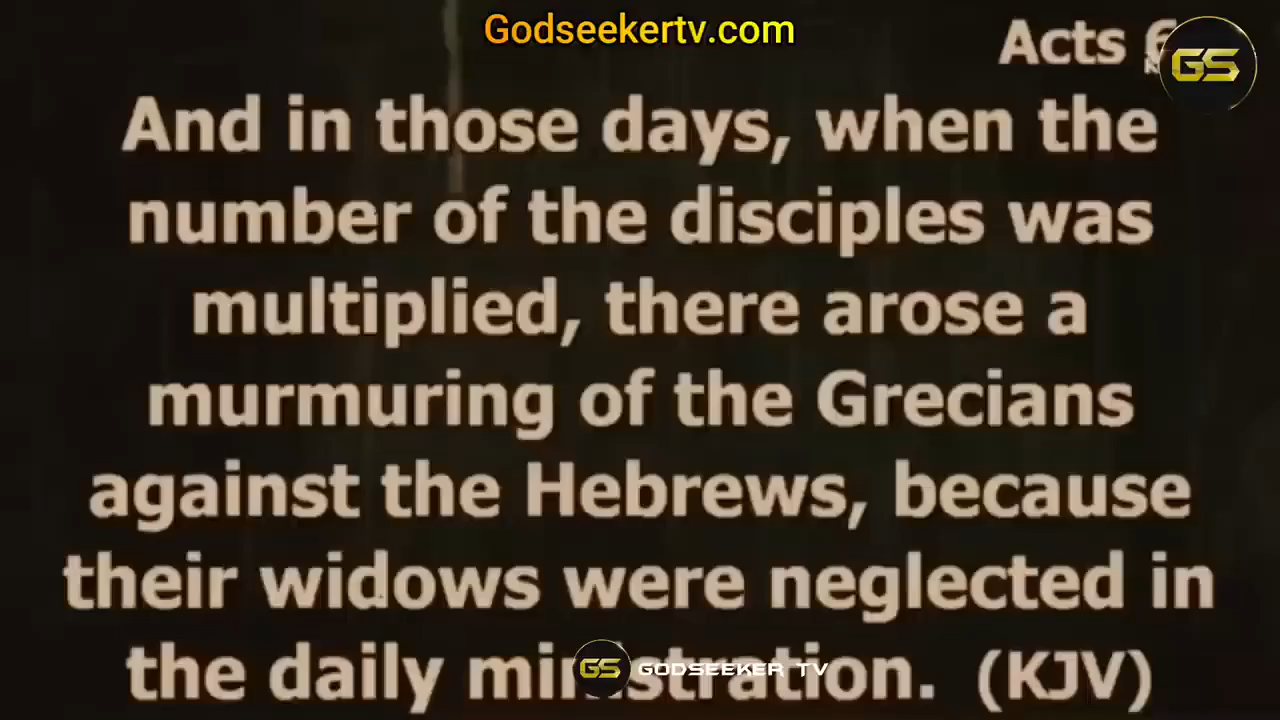 Godseekertv.com
Acts 6
GS
And in those days, when the
number of the disciples was
multiplied, there arose a
murmuring of the Grecians
against the Hebrews, because
their widows were neglected in
the daily ministration. (KJV)
GS GODSEEKER TV